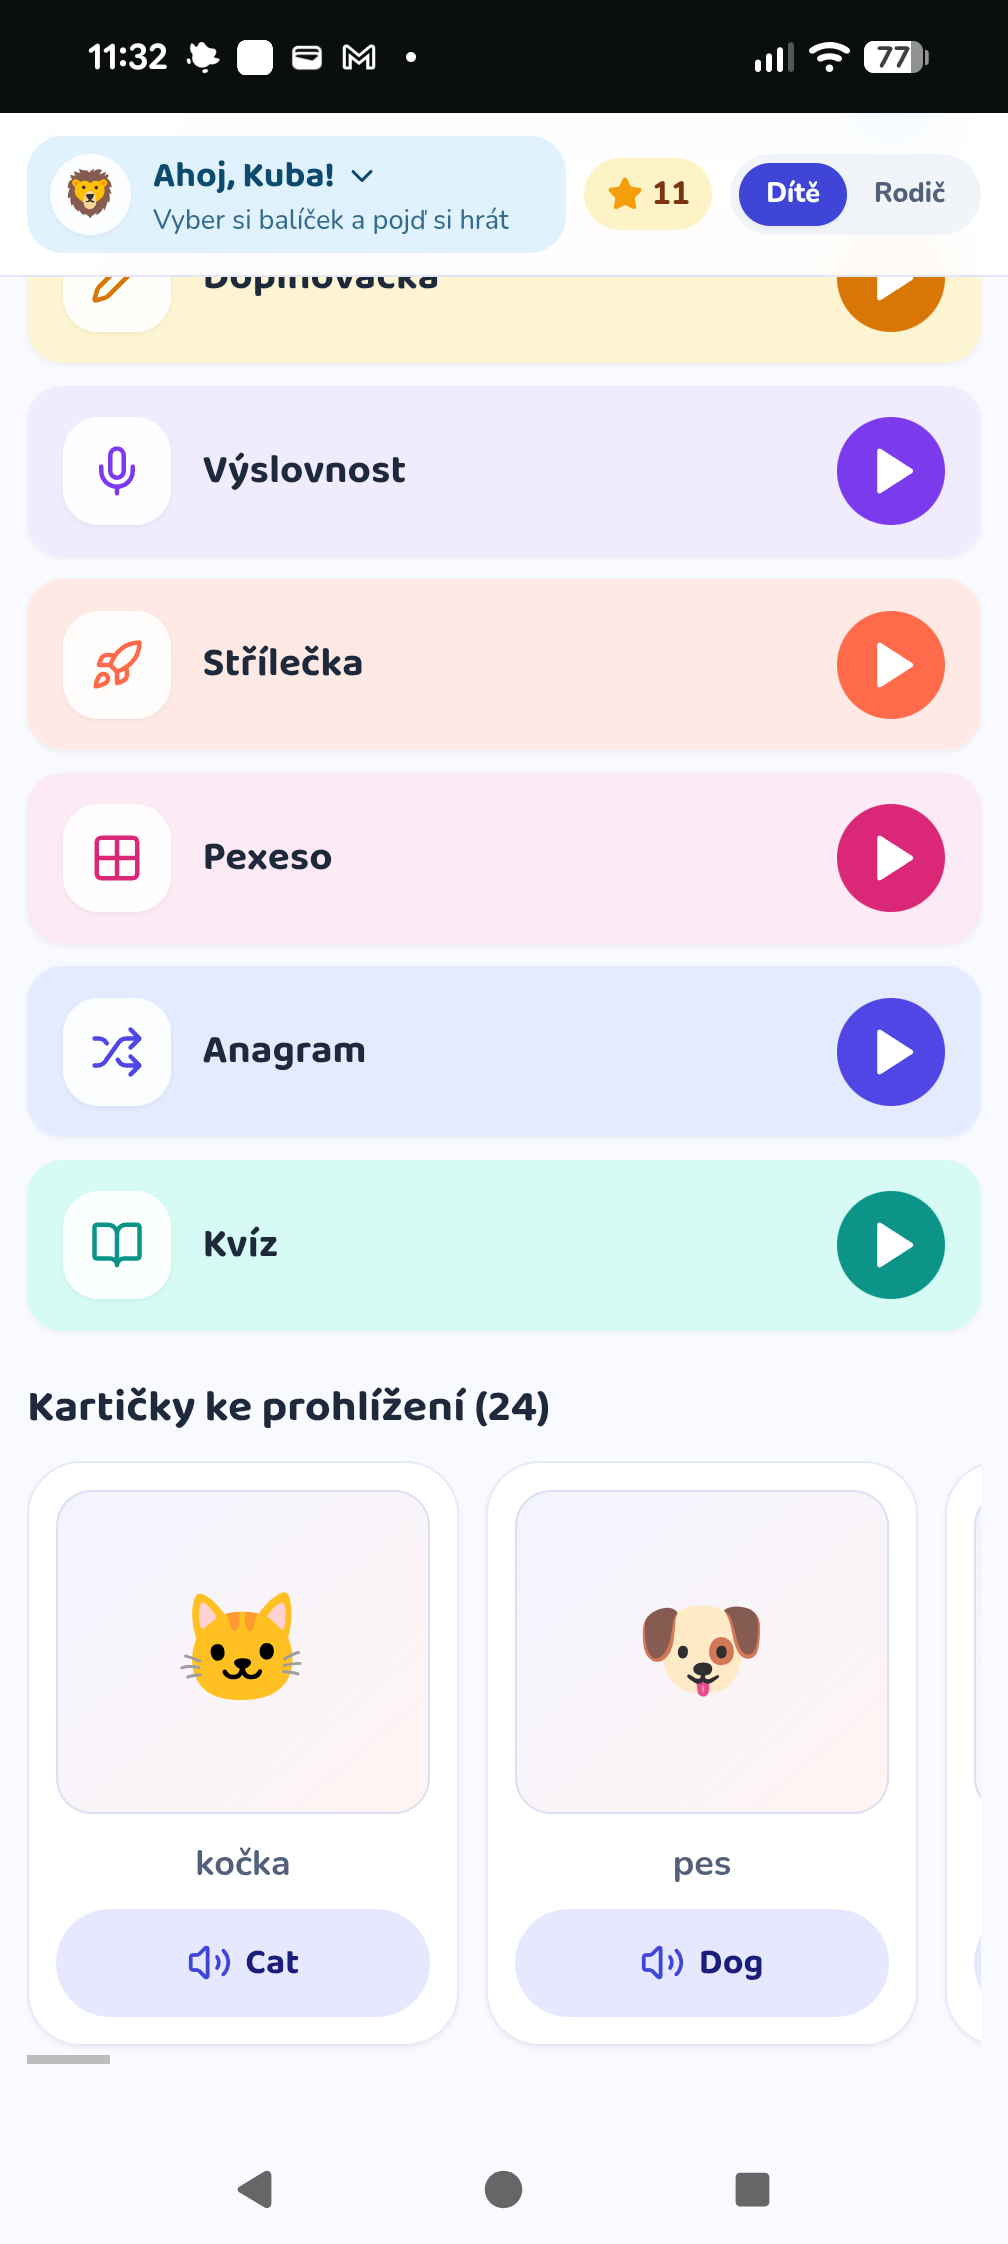 11:32
77
Ahoj, Kuba!
Vyber si balíček a pojď si hrát
11
Dítě
Rodič
Doplňovačka
Výslovnost
Střílečka
Pexeso
Anagram
Kvíz
Kartičky ke prohlížení (24)
kočka
pes
Cat
Dog